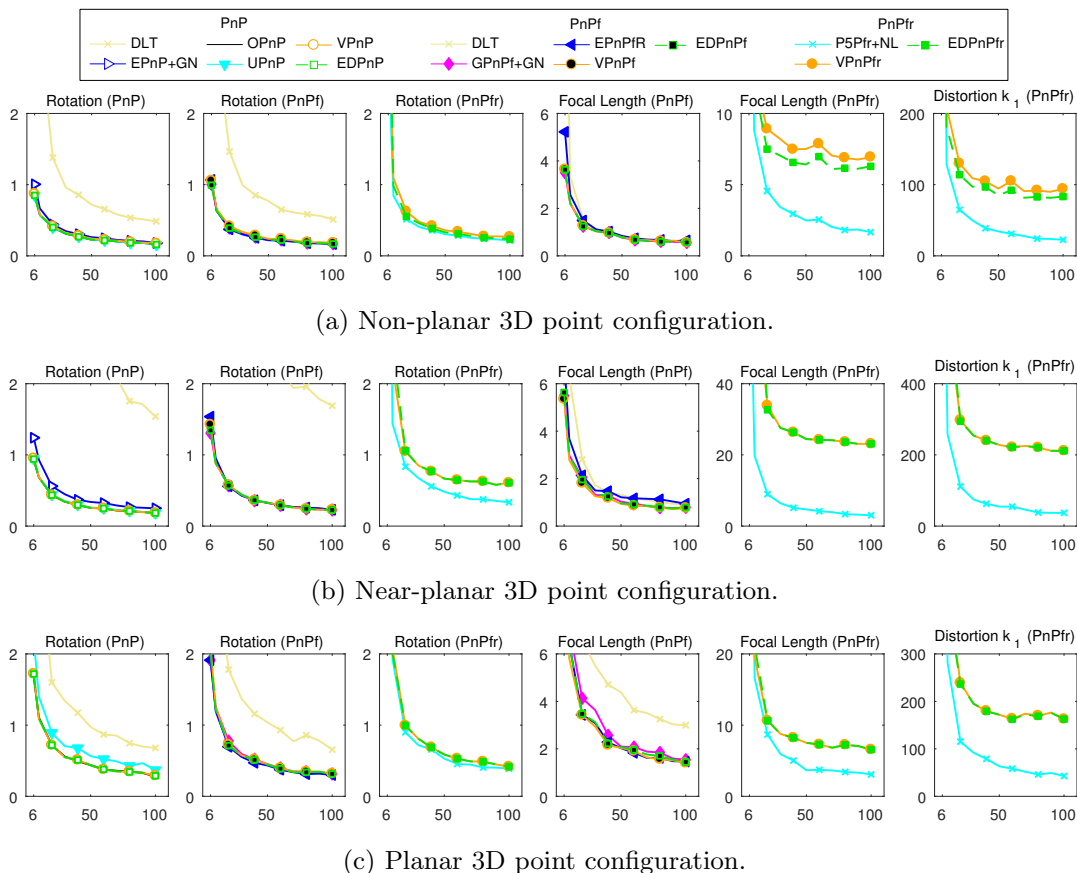 PnP PnPf PnPfr
DLT OPnP VPnP DLT EPnPfR EDPnPf P5Pfr+NL EDPnPfr
EPnP+GN UPnP EDPnP GPnPf+GN VPnPf VPnPfr
Rotation (PnP) Rotation (PnPf) Rotation (PnPfr) Focal Length (PnPf) Focal Length (PnPfr) Distortion k 1 (PnPfr)
2 2 2 6 10 200
4
1 1 1 5 100
2
0 0 0 0 0 0
6 50 100 6 50 100 6 50 100 6 50 100 6 50 100 6 50 100
(a) Non-planar 3D point configuration.
Rotation (PnP) Rotation (PnPf) Rotation (PnPfr) Focal Length (PnPf) Focal Length (PnPfr) Distortion k 1 (PnPfr)
2 2 2 6 40 400
4
1 1 1 20 200
2
0 0 0 0 0 0
6 50 100 6 50 100 6 50 100 6 50 100 6 50 100 6 50 100
(b) Near-planar 3D point configuration.
Rotation (PnP) Rotation (PnPf) Rotation (PnPfr) Focal Length (PnPf) Focal Length (PnPfr) Distortion k 1 (PnPfr)
2 2 2 6 20 300
4 200
1 1 1 10
2 100
0 0 0 0 0 0
6 50 100 6 50 100 6 50 100 6 50 100 6 50 100 6 50 100
(c) Planar 3D point configuration.